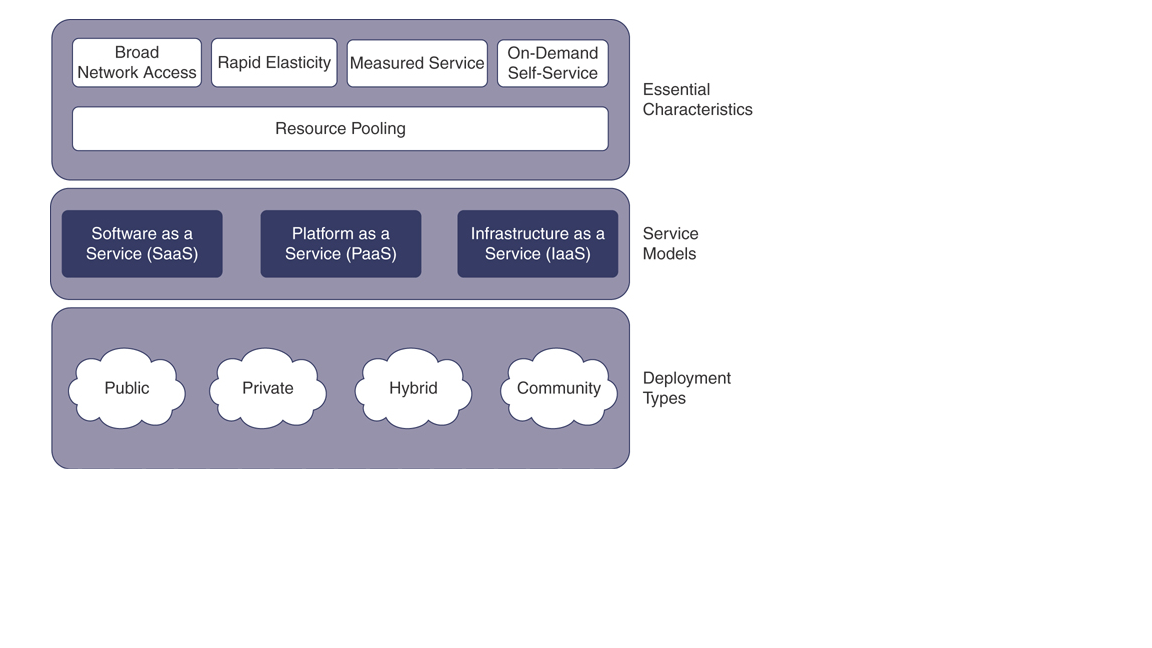 Broad
Network Access
Rapid Elasticity
Measured Service
On-Demand
Self-Service
Resource Pooling
Essential
Characteristics
Software as a
Service (SaaS)
Platform as a
Service (PaaS)
Infrastructure as a
Service (IaaS)
Service
Models
Public
Private
Hybrid
Community
Deployment
Types